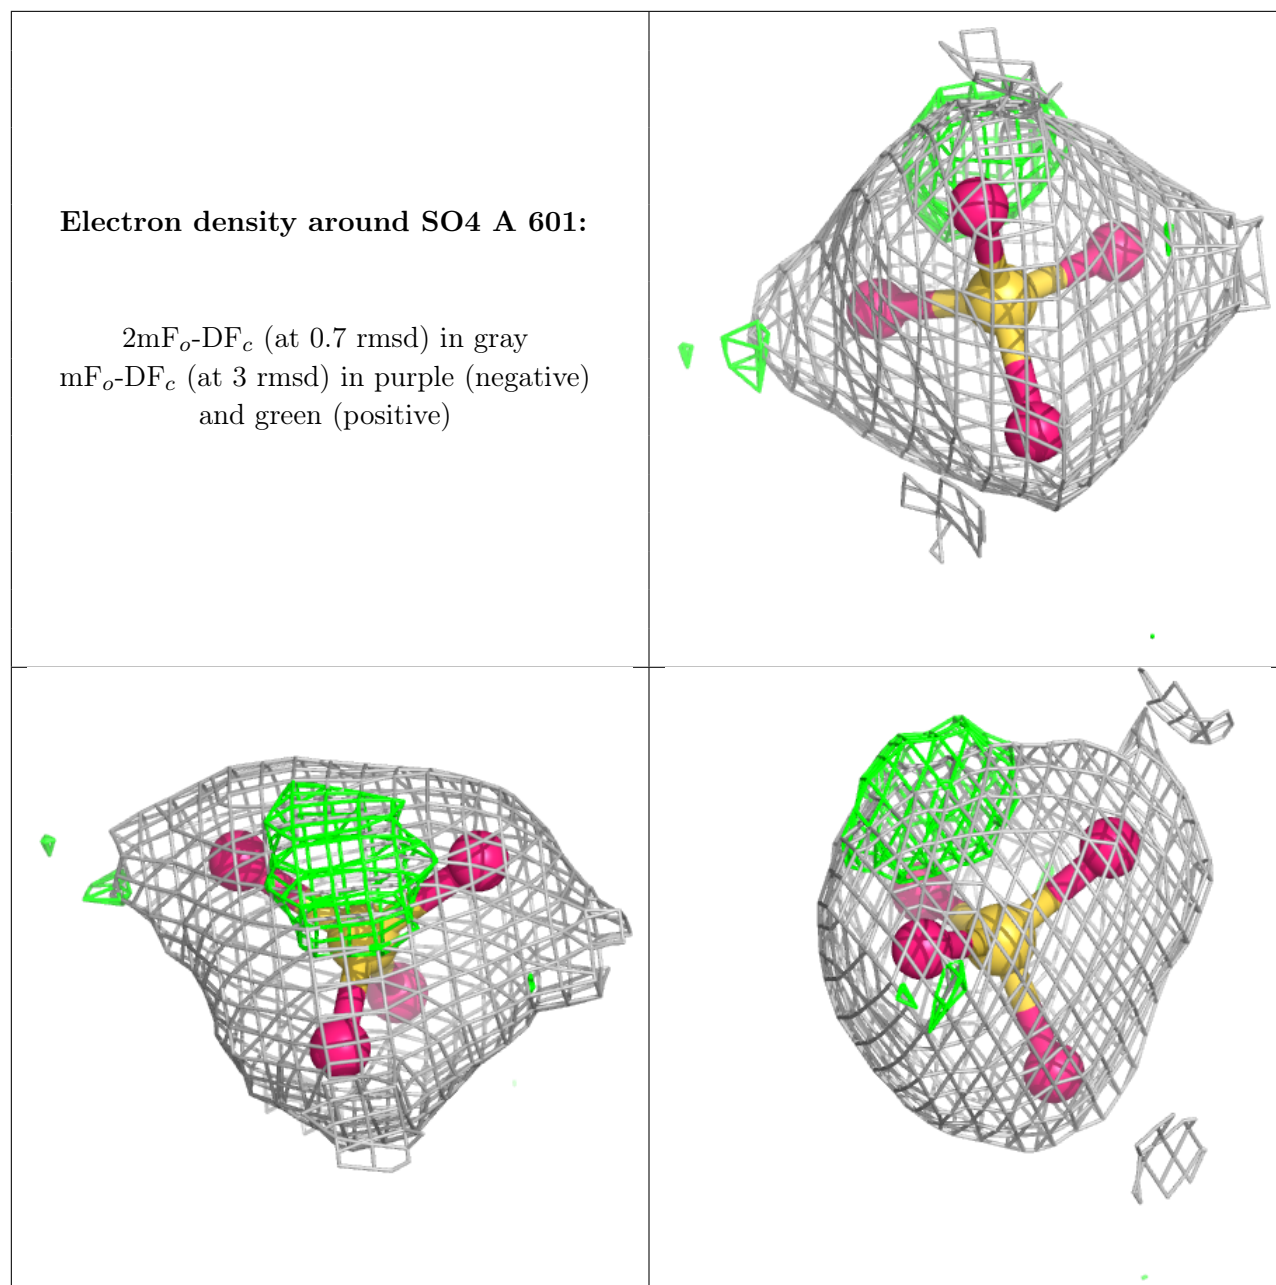 Electron density around SO4 A 601:
2mFo-DFc (at 0.7 rmsd) in gray
mFo-DFc (at 3 rmsd) in purple (negative)
and green (positive)